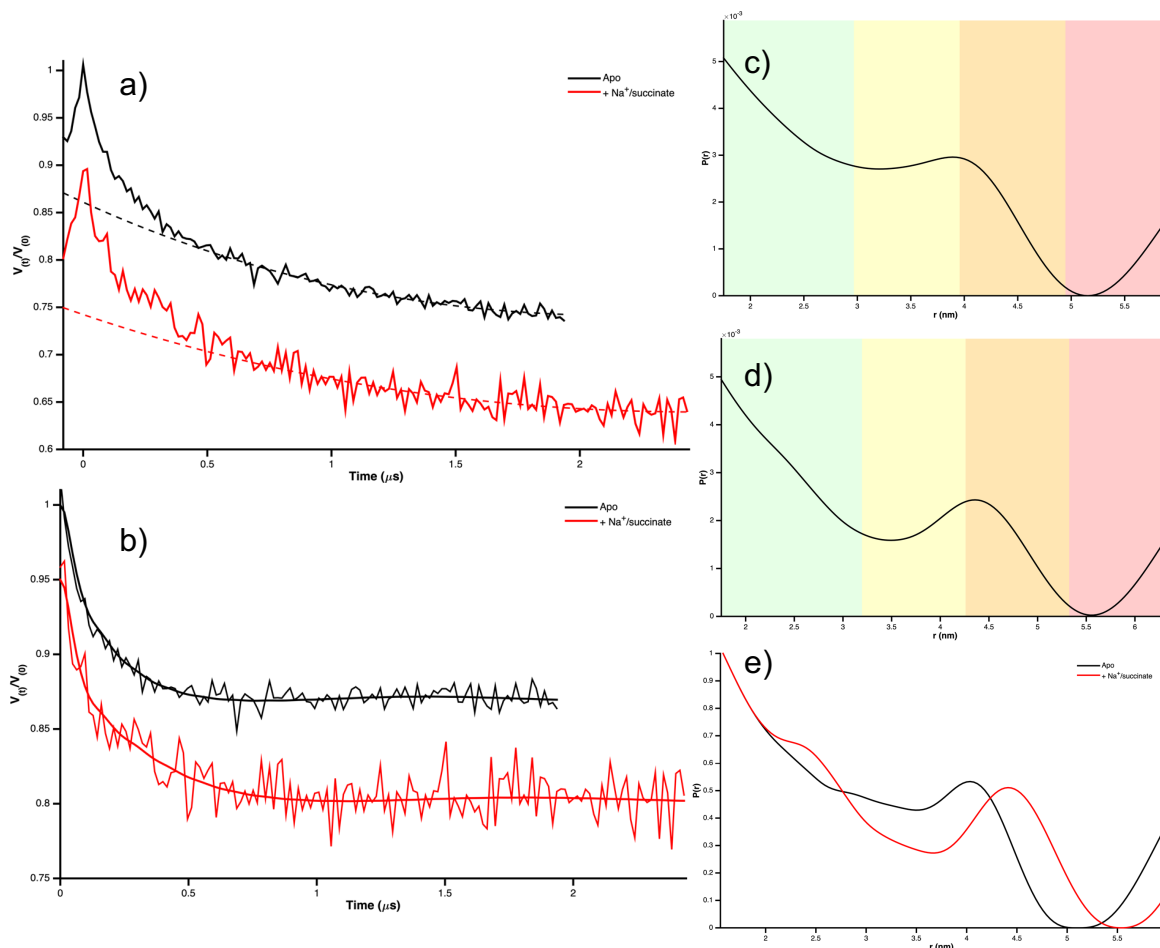 a)
Apo
+ Na⁺/succinate
V(t)/V(0)
1
0.95
0.9
0.85
0.8
0.75
0.7
0.65
0.6
0 0.5 1 1.5 2
Time (μs)
b)
Apo
+ Na⁺/succinate
V(t)/V(0)
1
0.95
0.9
0.85
0.8
0.75
0 0.5 1 1.5 2
Time (μs)
×10⁻³
c)
P(r)
5
4
3
2
1
0
2 2.5 3 3.5 4 4.5 5 5.5
r (nm)
×10⁻³
d)
P(r)
5
4
3
2
1
0
2 2.5 3 3.5 4 4.5 5 5.5 6
r (nm)
e)
Apo
+ Na⁺/succinate
P(r)
1
0.9
0.8
0.7
0.6
0.5
0.4
0.3
0.2
0.1
0
2 2.5 3 3.5 4 4.5 5 5.5
r (nm)